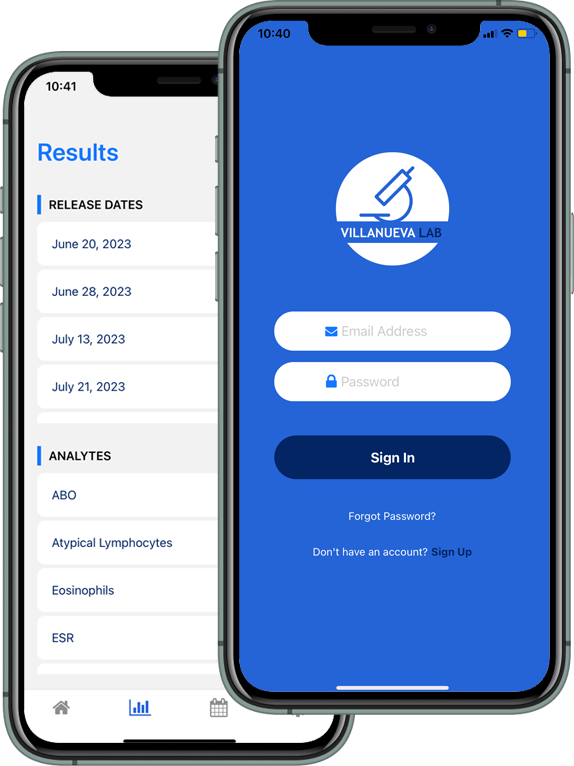 10:41
Results
RELEASE DATES
June 20, 2023
June 28, 2023
July 13, 2023
July 21, 2023
ANALYTES
ABO
Atypical Lymphocytes
Eosinophils
ESR
10:40
VILLANUEVA LAB
Email Address
Password
Sign In
Forgot Password?
Don't have an account? Sign Up